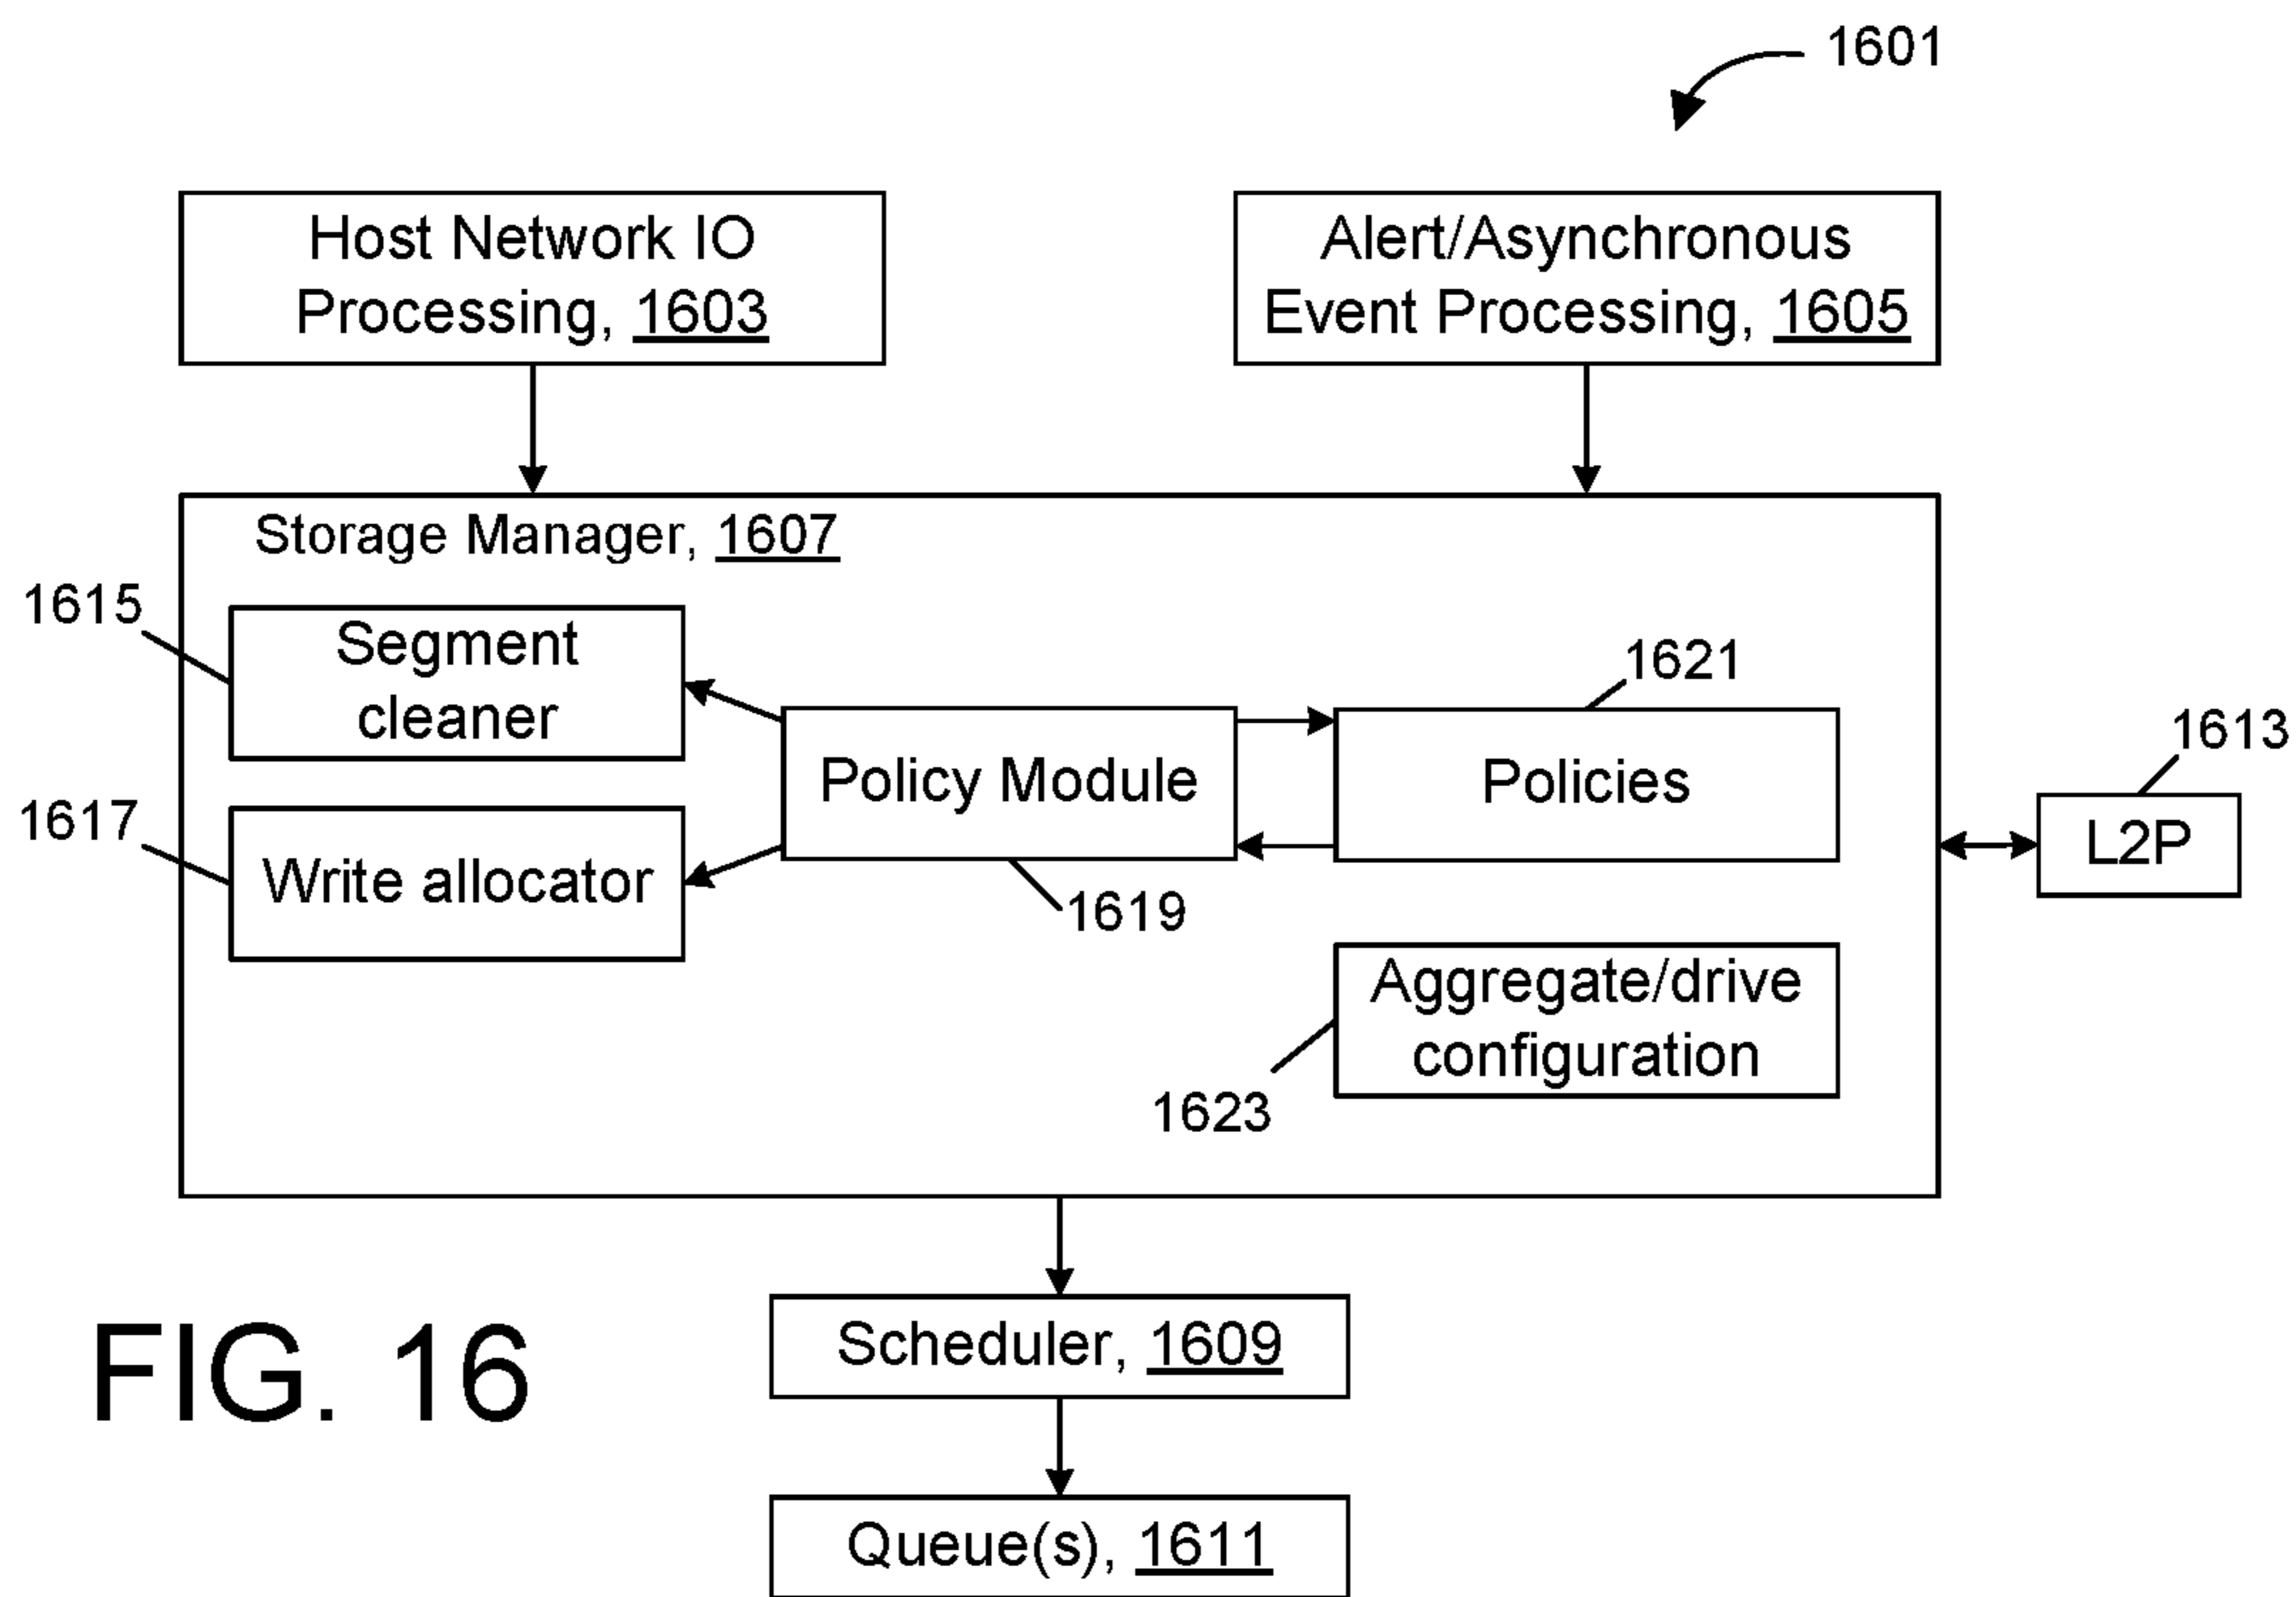 1601
Host Network IO
Processing, 1603
Alert/Asynchronous
Event Processing, 1605
Storage Manager, 1607
1615
Segment
cleaner
1617
Write allocator
Policy Module
1619
1621
Policies
1613
L2P
Aggregate/drive
configuration
1623
Scheduler, 1609
Queue(s), 1611
FIG. 16